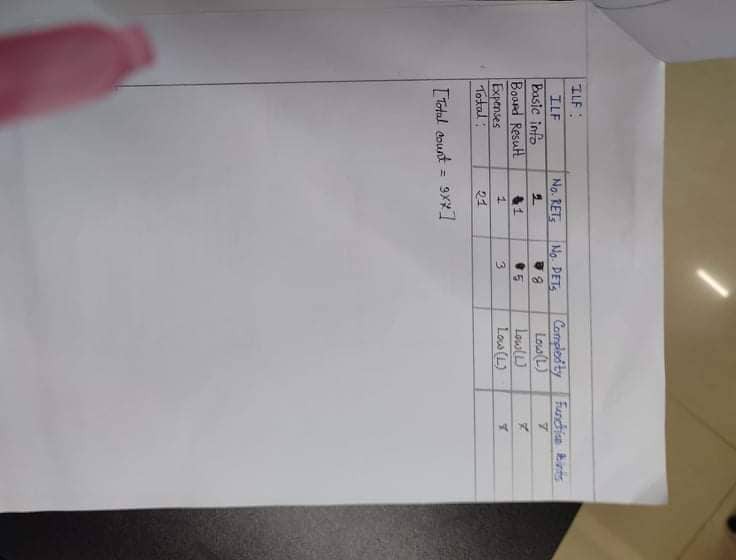 ILF:
ILF No. RETs No. DETs Complexity Function Points
Basic info 1 8 Low(L) 7
Board Result 1 5 Low(L) 7
Expenses 1 3 Low(L) 7
Total: 21
[Total count = 3x7]